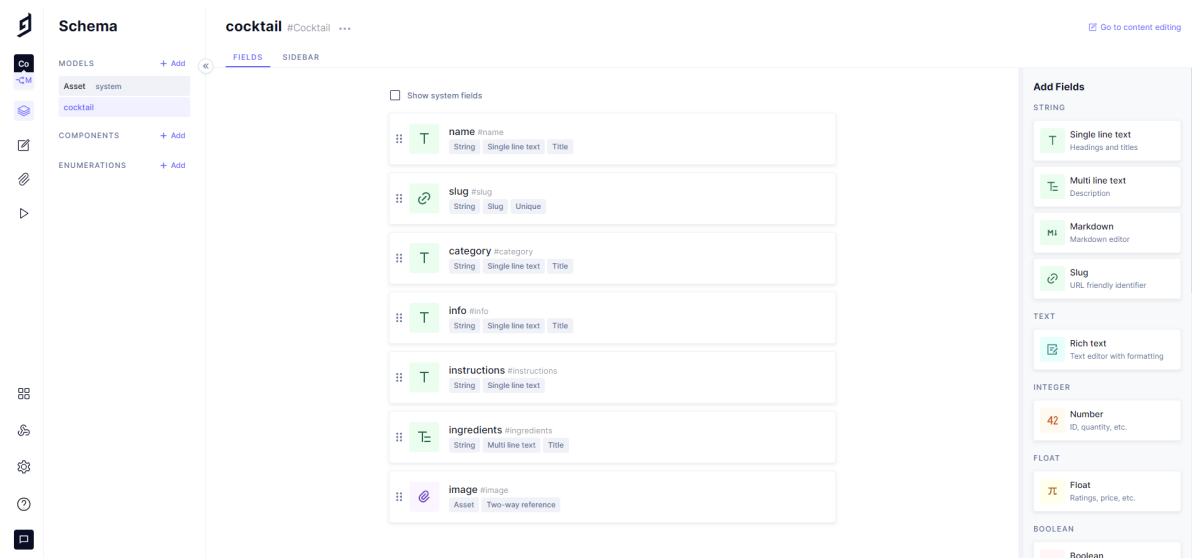 Schema
cocktail #Cocktail
Go to content editing
FIELDS SIDEBAR
Co
M
MODELS + Add
Asset system
cocktail
COMPONENTS + Add
ENUMERATIONS + Add
Show system fields
name #name
String Single line text Title
slug #slug
String Slug Unique
category #category
String Single line text Title
info #info
String Single line text Title
instructions #instructions
String Single line text
ingredients #ingredients
String Multi line text Title
image #image
Asset Two-way reference
Add Fields
STRING
Single line text
Headings and titles
Multi line text
Description
Markdown
Markdown editor
Slug
URL friendly identifier
TEXT
Rich text
Text editor with formatting
INTEGER
42
Number
ID, quantity, etc.
FLOAT
π
Float
Ratings, price, etc.
BOOLEAN
Boolean